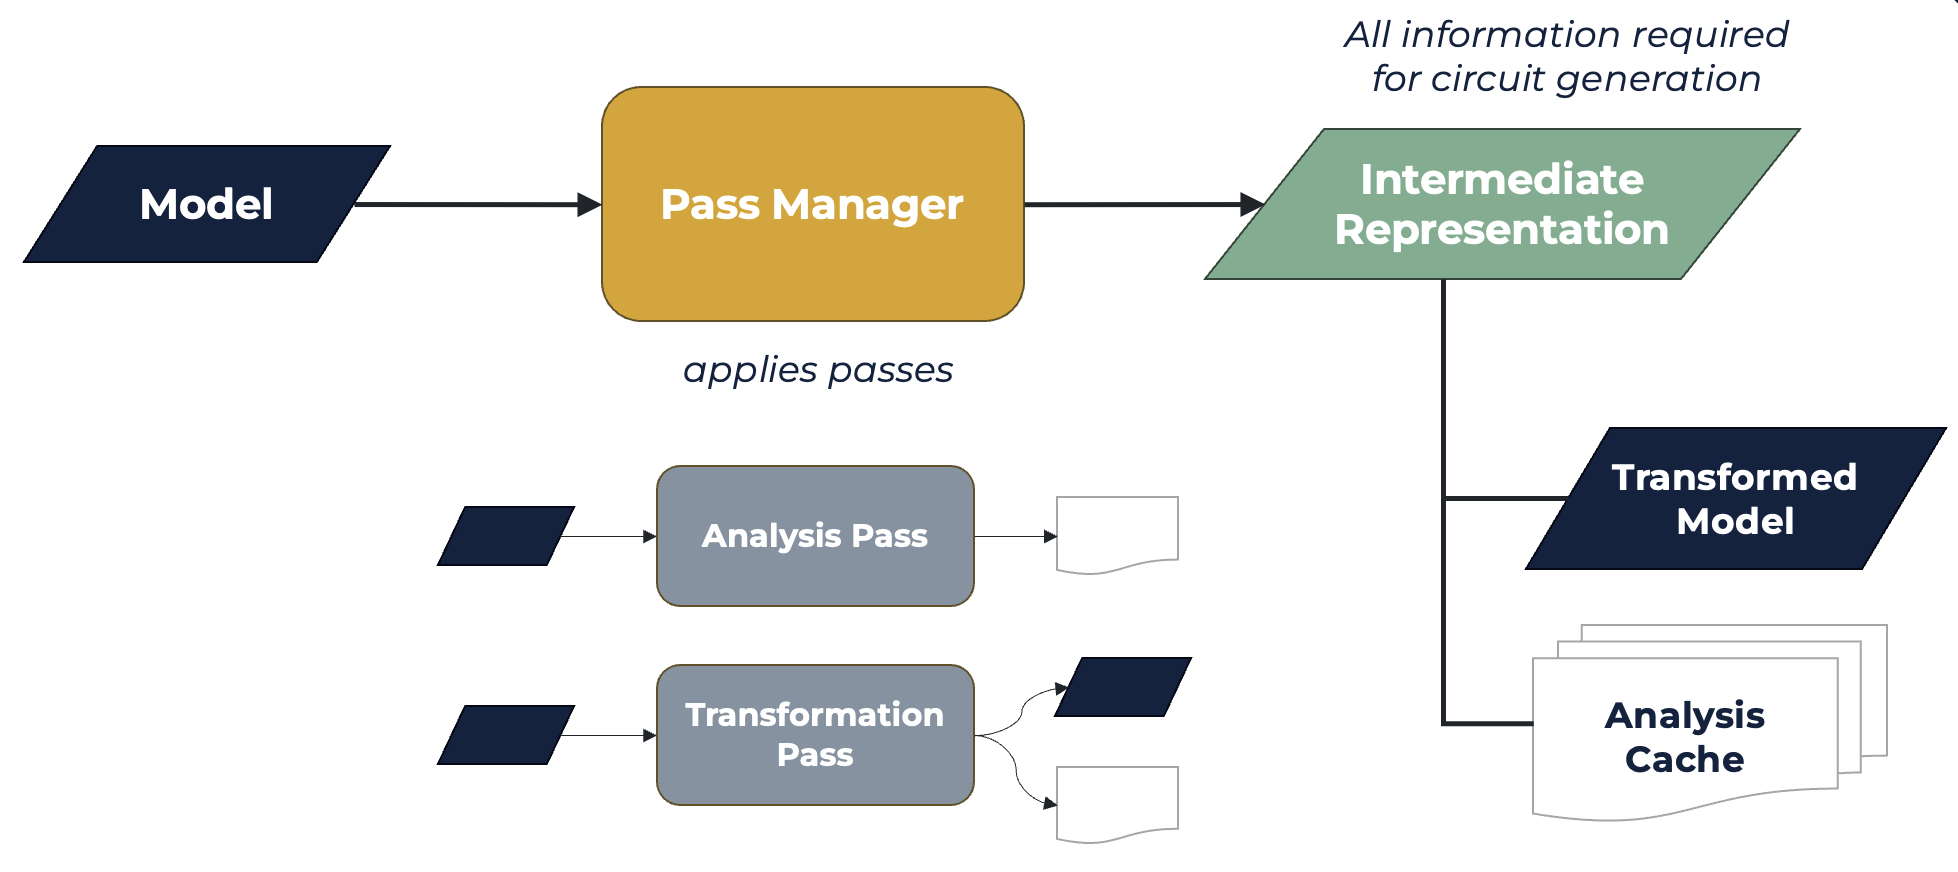 All information required
for circuit generation
Model
Pass Manager
Intermediate
Representation
applies passes
Analysis Pass
Transformed
Model
Transformation
Pass
Analysis
Cache